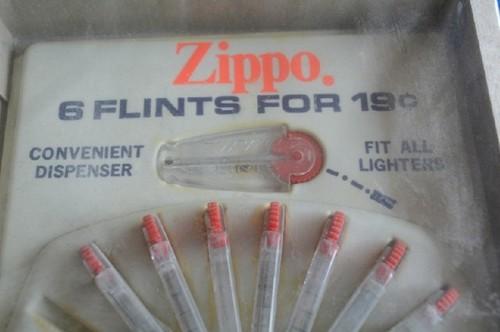 Zippo.
6 FLINTS FOR 19¢
CONVENIENT
DISPENSER
FIT ALL
LIGHTERS